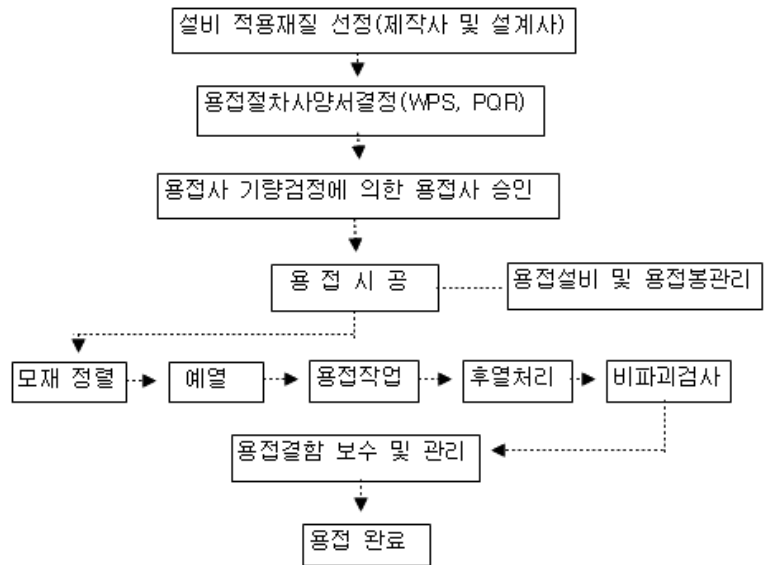 설비 적용재질 선정(제작사 및 설계사)
용접절차사양서결정(WPS, PQR)
용접사 기량검정에 의한 용접사 승인
용 접 시 공
용접설비 및 용접봉관리
모재 정렬
예열
용접작업
후열처리
비파괴검사
용접결함 보수 및 관리
용접 완료